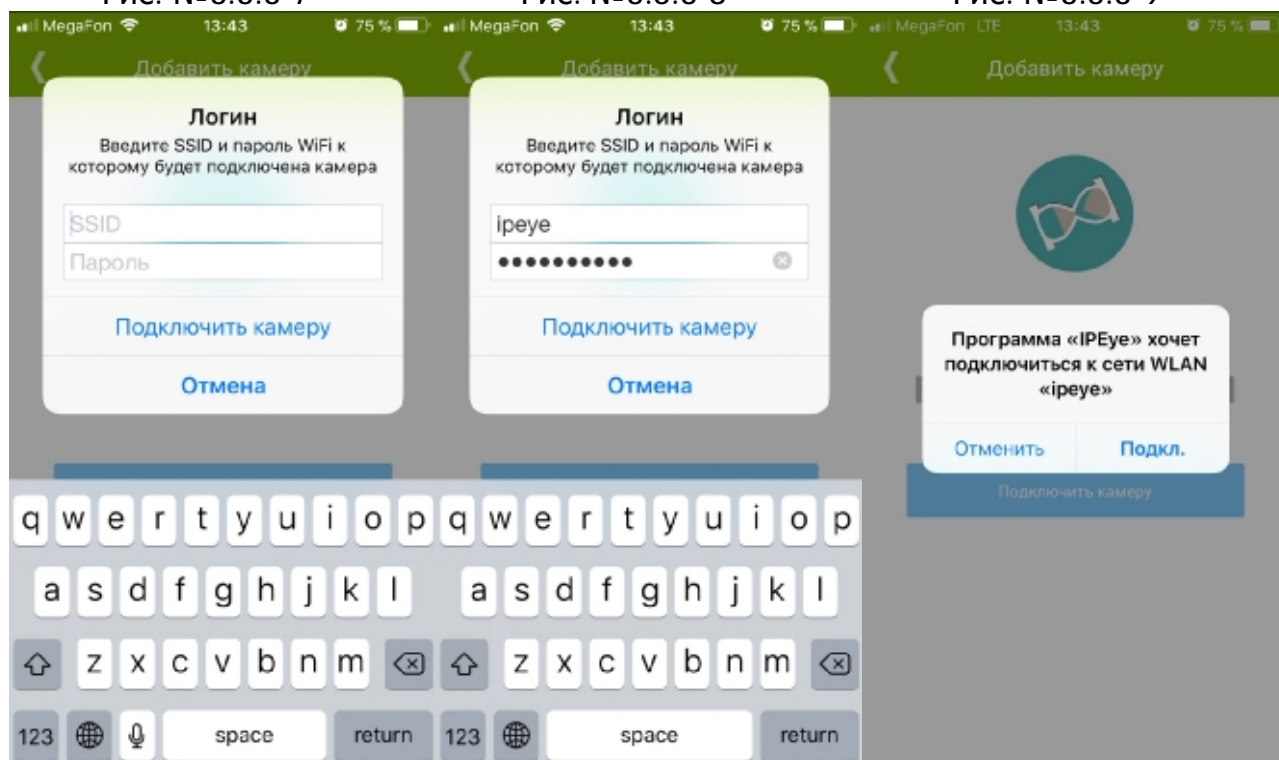 MegaFon 13:43 75 %
Добавить камеру
Логин
Введите SSID и пароль WiFi к
которому будет подключена камера
SSID
Пароль
Подключить камеру
Отмена
q w e r t y u i o p
a s d f g h j k l
z x c v b n m
123 space return
MegaFon 13:43 75 %
Добавить камеру
Логин
Введите SSID и пароль WiFi к
которому будет подключена камера
ipeye
••••••••••
Подключить камеру
Отмена
q w e r t y u i o p
a s d f g h j k l
z x c v b n m
123 space return
MegaFon LTE 13:43 75 %
Добавить камеру
Программа «IPEye» хочет
подключиться к сети WLAN
«ipeye»
Отменить Подкл.
Подключить камеру